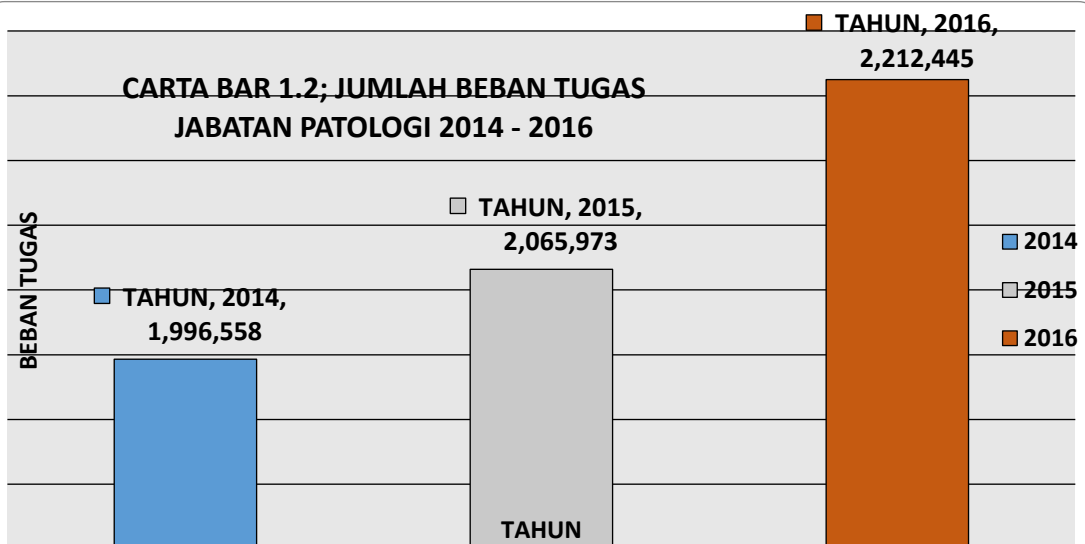 TAHUN, 2016,
2,212,445
CARTA BAR 1.2; JUMLAH BEBAN TUGAS
JABATAN PATOLOGI 2014 - 2016
TAHUN, 2015,
2,065,973
TAHUN, 2014,
1,996,558
BEBAN TUGAS
2014
2015
2016
TAHUN